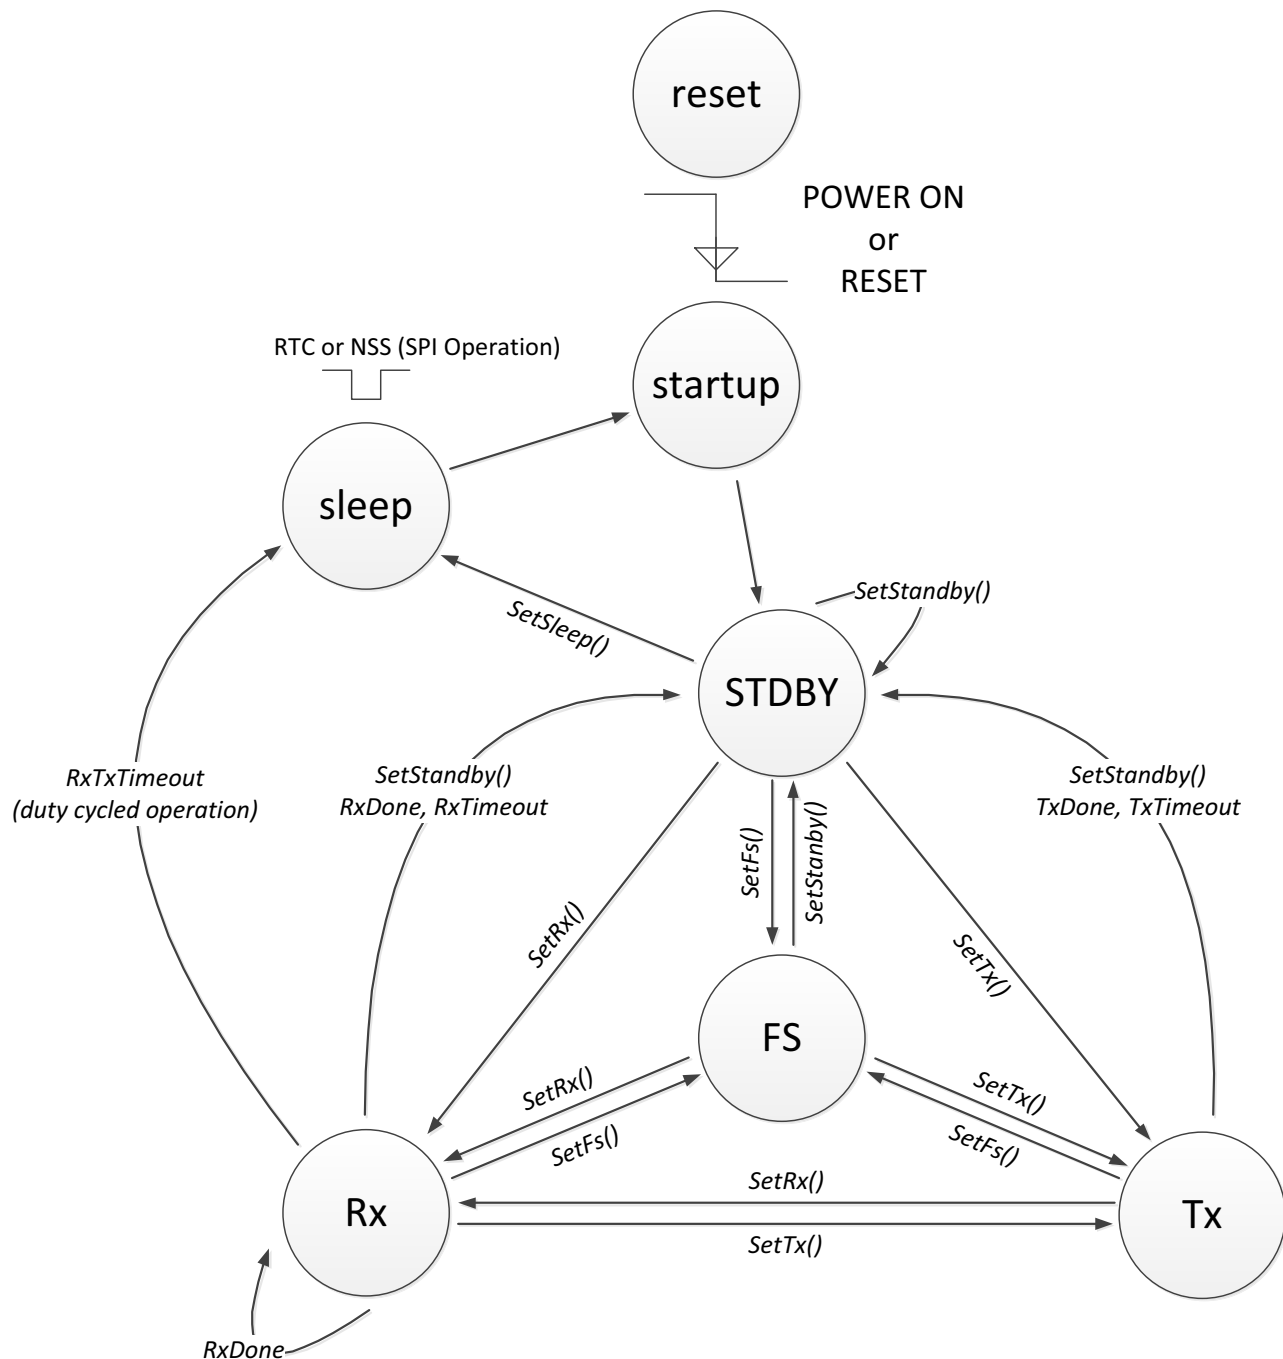 reset
POWER ON
or
RESET
RTC or NSS (SPI Operation)
startup
sleep
SetStandby()
SetSleep()
STDBY
RxTxTimeout
(duty cycled operation)
SetStandby()
RxDone, RxTimeout
SetStandby()
TxDone, TxTimeout
SetFs()
SetStanby()
SetRx()
SetTx()
FS
SetRx()
SetFs()
SetTx()
SetFs()
SetRx()
Rx
Tx
SetTx()
RxDone